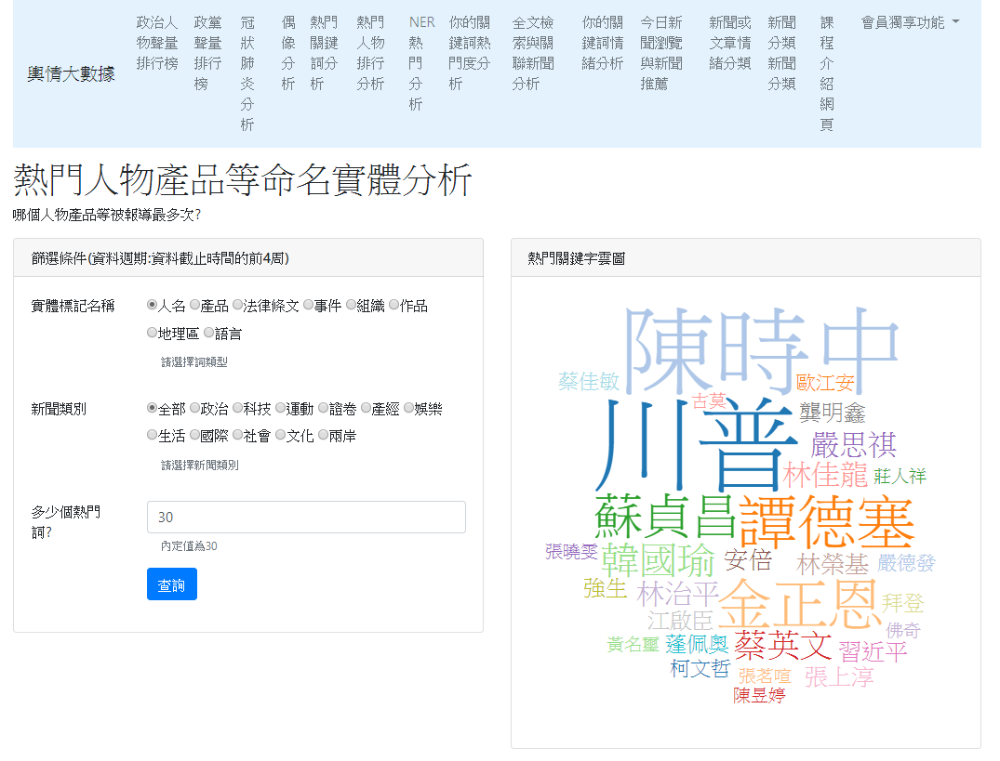 輿情大數據
政治人
物聲量
排行榜
政黨
聲量
排行
榜
冠
狀
肺
炎
分
析
偶
像
分
析
熱門
關鍵
詞分
析
熱門
人物
排行
分析
NER
熱
門
分
析
你的關
鍵詞熱
門度分
析
全文檢
索與關
聯新聞
分析
你的關
鍵詞情
緒分析
今日新
聞瀏覽
與新聞
推薦
新聞或
文章情
緒分類
新聞
分類
新聞
分類
課
程
介
紹
網
頁
會員獨享功能
熱門人物產品等命名實體分析
哪個人物產品等被報導最多次?
篩選條件(資料週期:資料截止時間的前4周)
實體標記名稱
人名 產品 法律條文 事件 組織 作品
地理區 語言
請選擇詞類型
新聞類別
全部 政治 科技 運動 證卷 產經 娛樂
生活 國際 社會 文化 兩岸
請選擇新聞類別
多少個熱門
詞?
30
內定值為30
查詢
熱門關鍵字雲圖
陳時中
蔡佳敏
歐江安
古莫
川普
龔明鑫
嚴思祺
林佳龍
莊人祥
蘇貞昌
譚德塞
張曉雯
韓國瑜
安倍
林榮基
嚴德發
強生
林治平
金正恩
拜登
江啟臣
佛奇
黃名璽
蓬佩奧
蔡英文
習近平
柯文哲
張茗喧
張上淳
陳昱婷